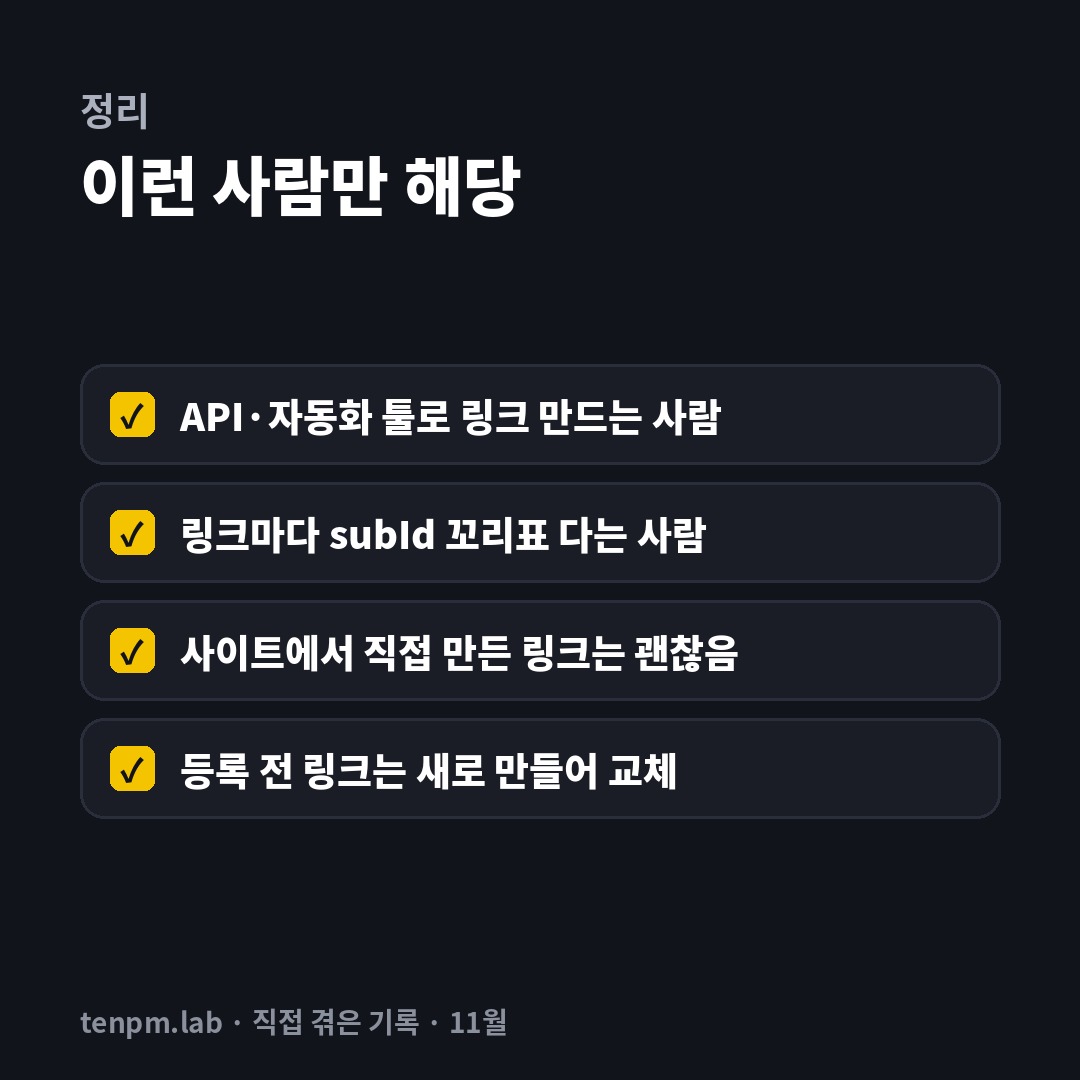 정리
이런 사람만 해당
API·자동화 툴로 링크 만드는 사람
링크마다 subId 꼬리표 다는 사람
사이트에서 직접 만든 링크는 괜찮음
등록 전 링크는 새로 만들어 교체
tenpm.lab · 직접 겪은 기록 · 11월